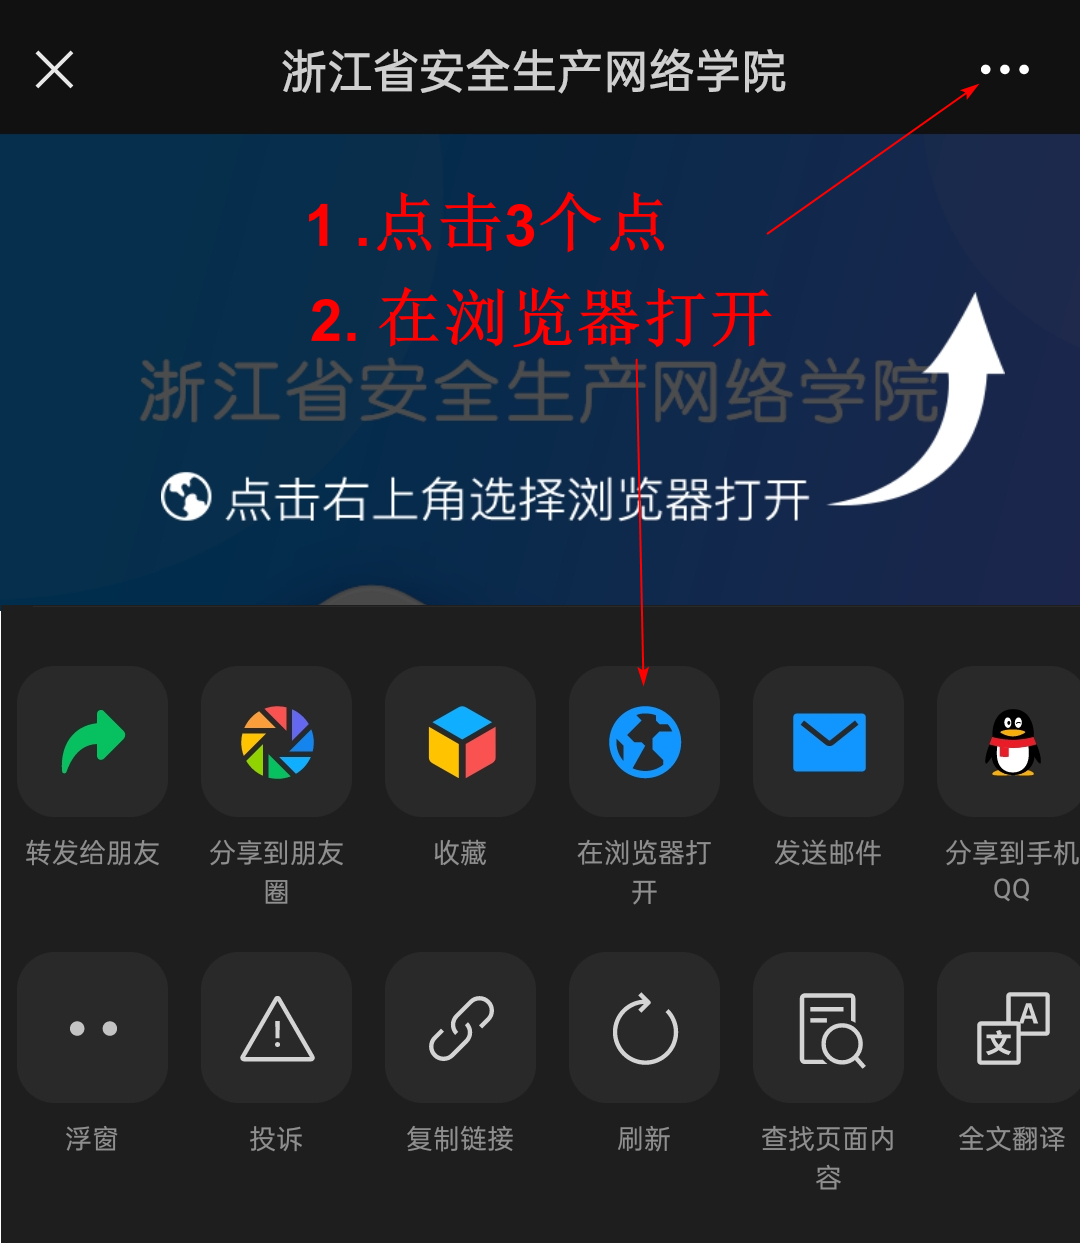 浙江省安全生产网络学院
1 .点击3个点
2. 在浏览器打开
浙江省安全生产网络学院
点击右上角选择浏览器打开
转发给朋友
分享到朋友
圈
收藏
在浏览器打
开
发送邮件
分享到手机
QQ
A
文
浮窗
投诉
复制链接
刷新
查找页面内
容
全文翻译